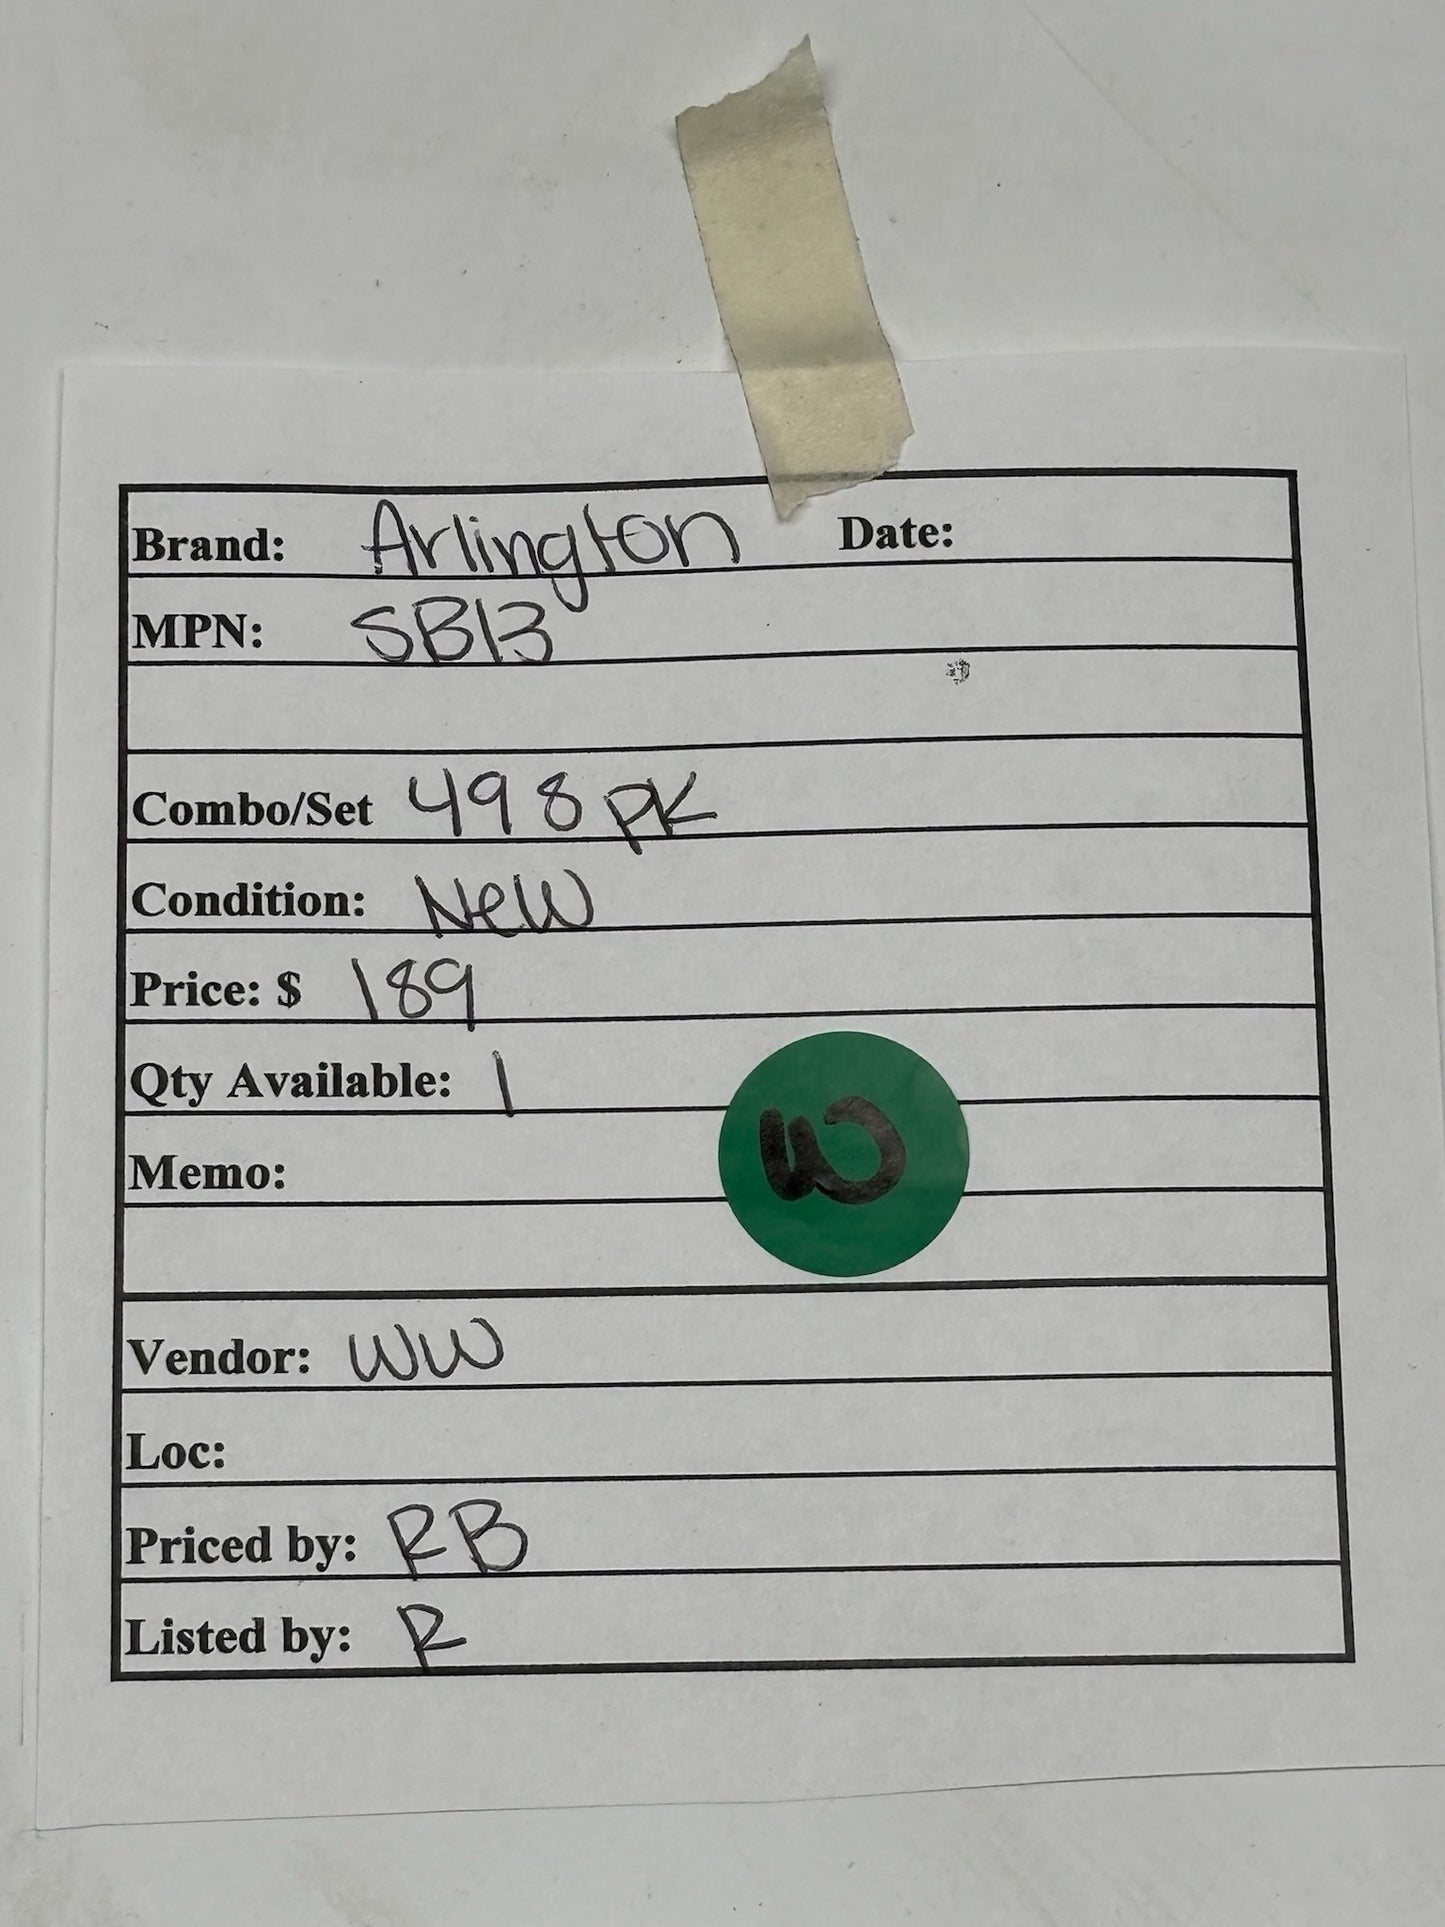 Brand: Arlington Date:
MPN: SB13
Combo/Set 498 PK
Condition: New
Price: $ 189
Qty Available: 1
Memo:
W
Vendor: WW
Loc:
Priced by: RB
Listed by: R